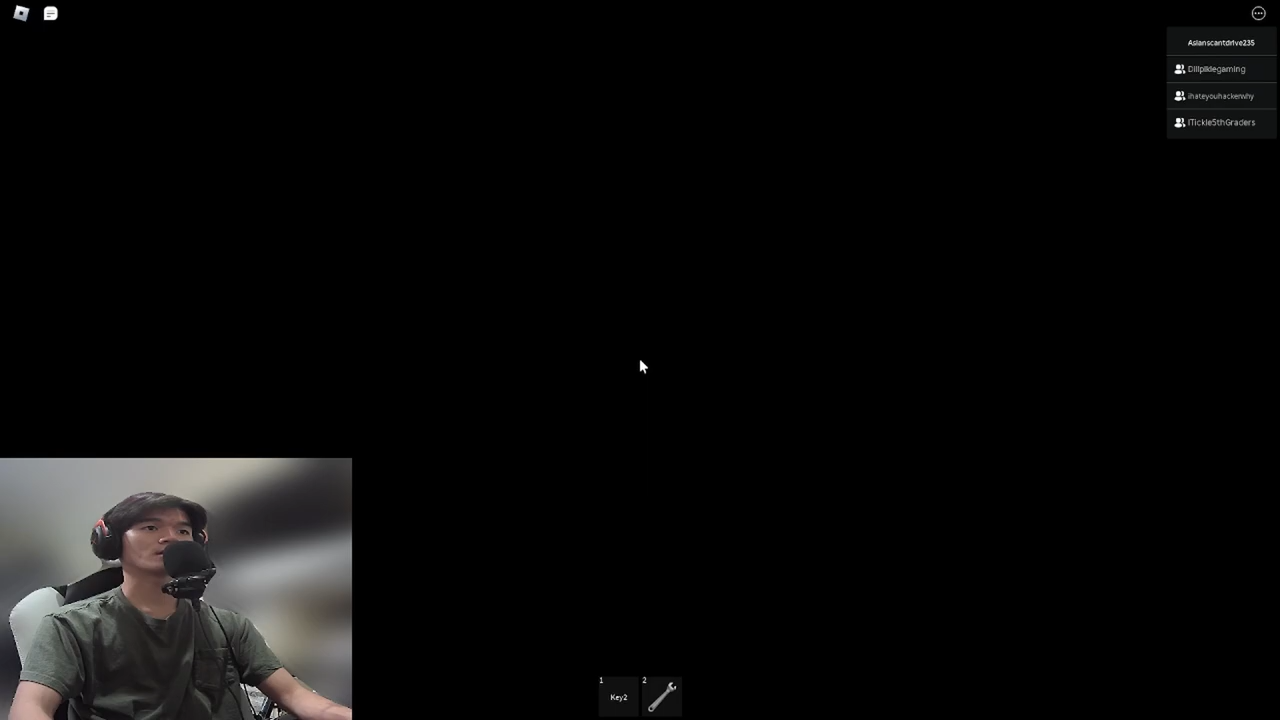 Asianscantdrive235
Dillpiklegaming
ihateyouhackerwhy
ITickle5thGraders
1
2
Key2